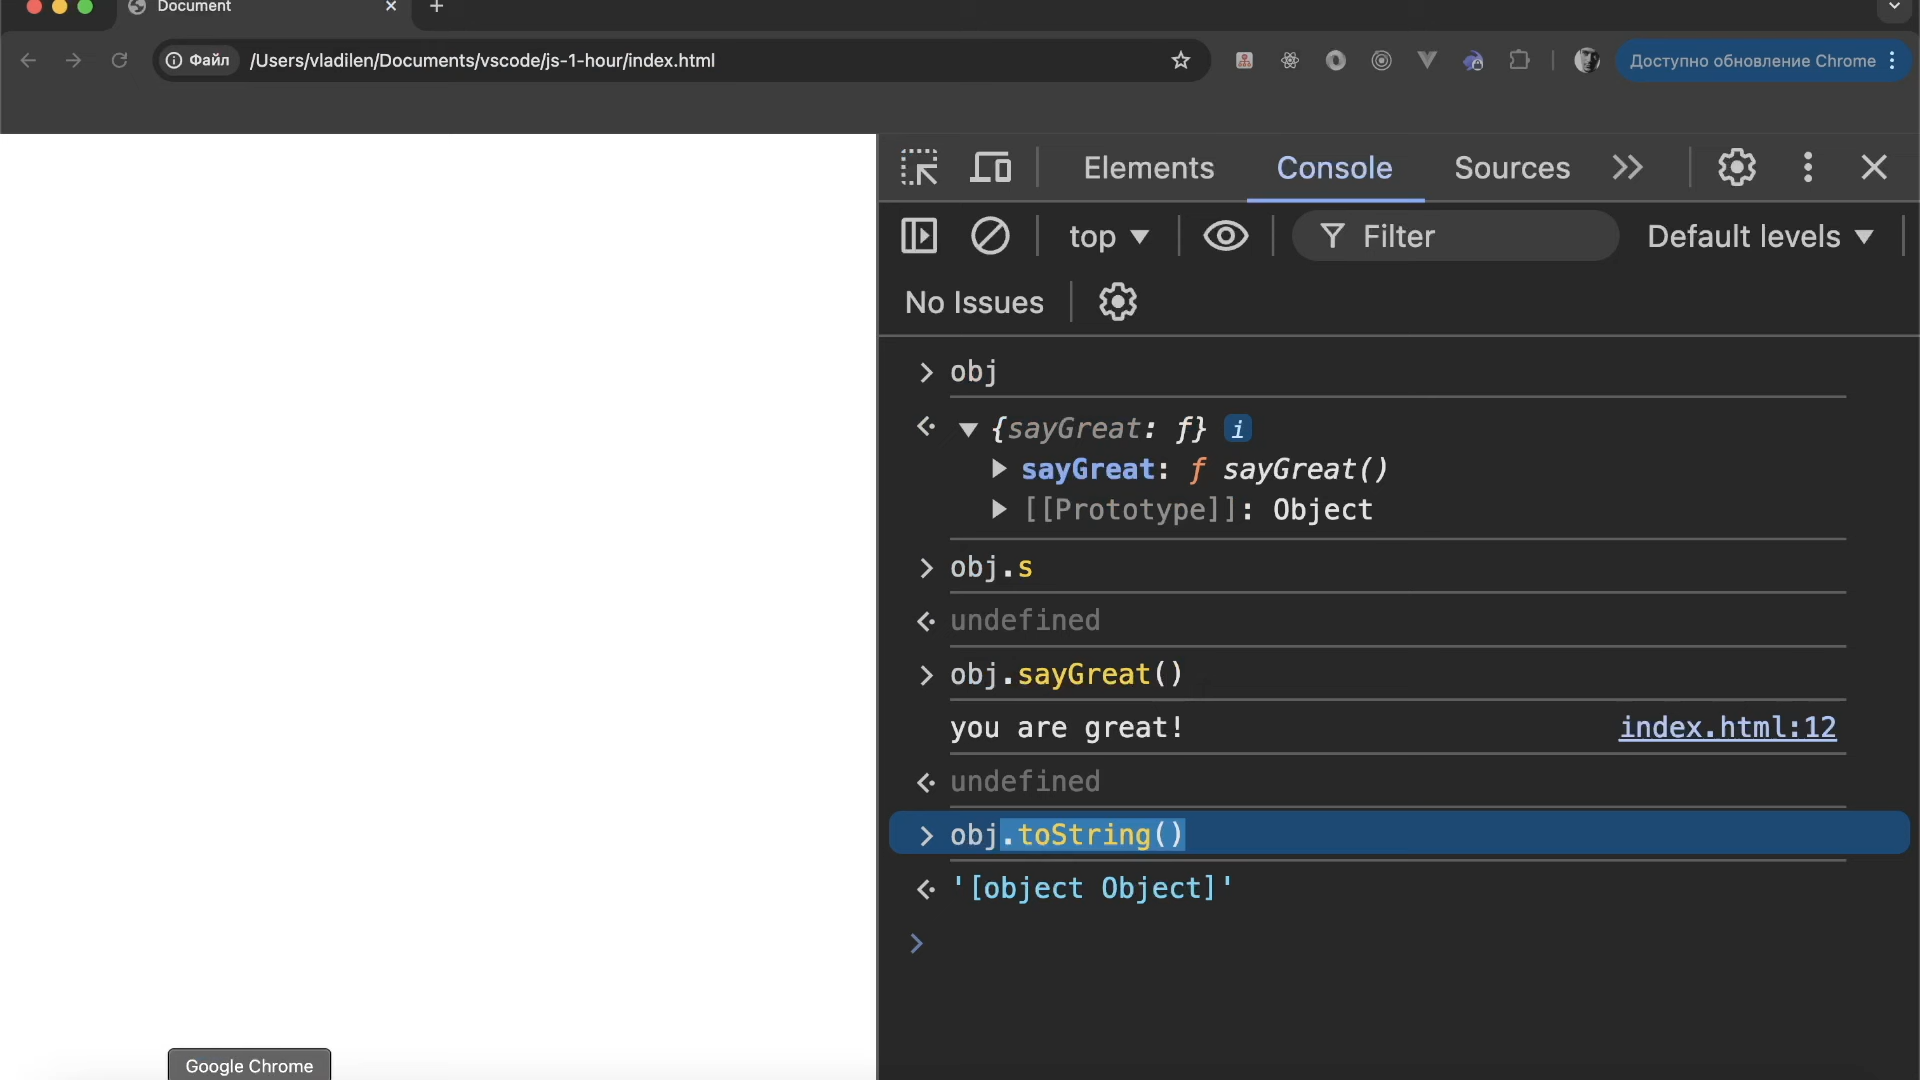 Document
Файл /Users/vladilen/Documents/vscode/js-1-hour/index.html
Доступно обновление Chrome
Elements Console Sources
top Filter Default levels
No Issues
obj
{sayGreat: f} i
sayGreat: f sayGreat()
[[Prototype]]: Object
obj.s
undefined
obj.sayGreat()
you are great! index.html:12
undefined
obj.toString()
'[object Object]'
Google Chrome